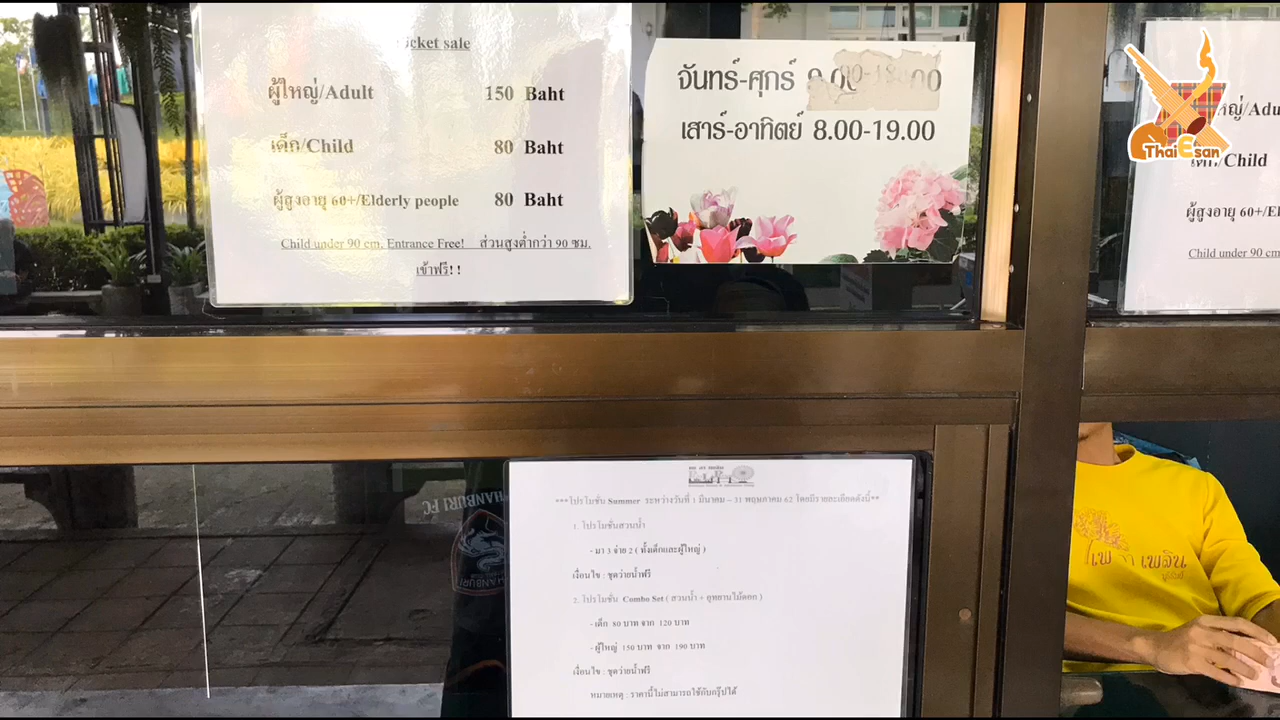 icket sale
ผู้ใหญ่/Adult 150 Baht
เด็ก/Child 80 Baht
ผู้สูงอายุ 60+/Elderly people 80 Baht
Child under 90 cm. Entrance Free! ส่วนสูงต่ำกว่า 90 ซม.
เข้าฟรี!!
จันทร์-ศุกร์
เสาร์-อาทิตย์ 8.00-19.00
ThaiEsan
/Child
ผู้สูงอายุ 60+/El
Child under 90 cm
***โปรโมชั่น Summer ระหว่างวันที่ 1 มีนาคม – 31 พฤษภาคม 62 โดยมีรายละเอียดดังนี้**
1. โปรโมชั่นสวนน้ำ
- มา 3 จ่าย 2 ( ทั้งเด็กและผู้ใหญ่ )
เงื่อนไข : ชุดว่ายน้ำฟรี
2. โปรโมชั่น Combo Set ( สวนน้ำ + อุทยานไม้ดอก )
- เด็ก 80 บาท จาก 120 บาท
- ผู้ใหญ่ 150 บาท จาก 190 บาท
เงื่อนไข : ชุดว่ายน้ำฟรี
หมายเหตุ : ราคานี้ไม่สามารถใช้กับกรุ๊ปได้
เพลิน